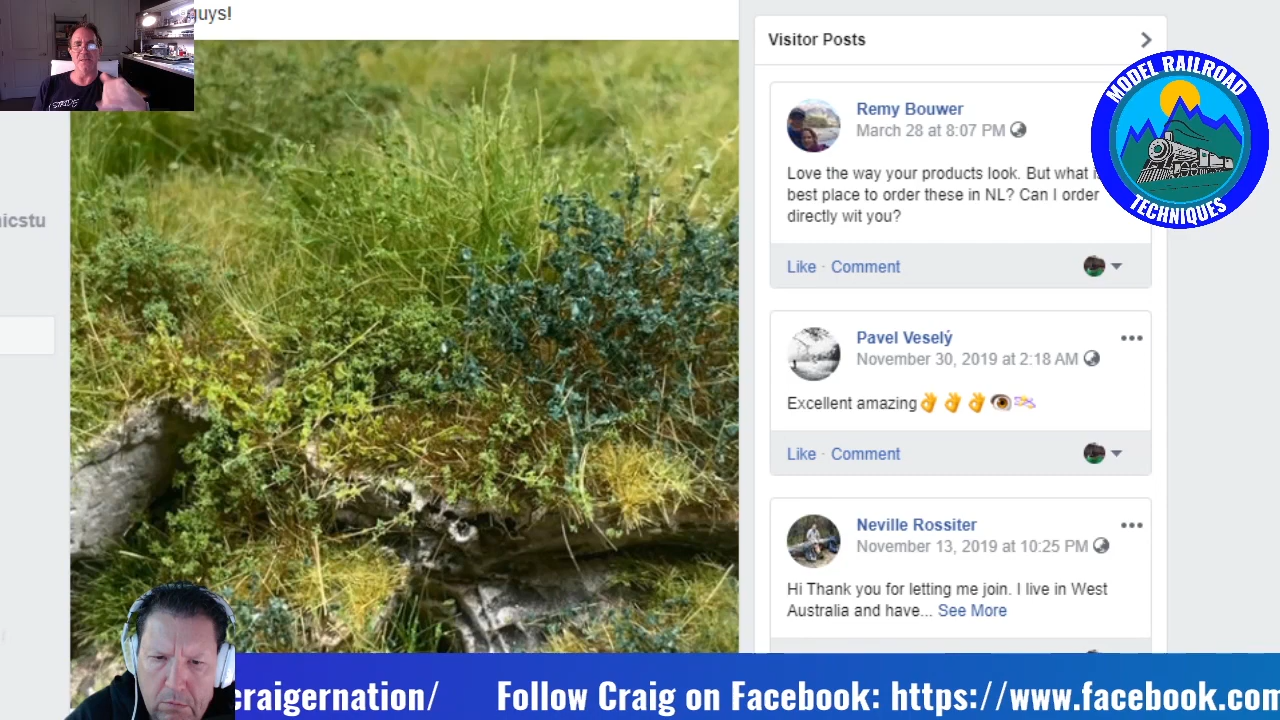 guys!
Visitor Posts
MODEL RAILROAD
TECHNIQUES
Remy Bouwer
March 28 at 8:07 PM
Love the way your products look. But what
best place to order these in NL? Can I order
directly wit you?
Like · Comment
Pavel Veselý
November 30, 2019 at 2:18 AM
Excellent amazing👌👌👌👁️
Like · Comment
Neville Rossiter
November 13, 2019 at 10:25 PM
Hi Thank you for letting me join. I live in West
Australia and have... See More
craigernation/ Follow Craig on Facebook: https://www.facebook.com